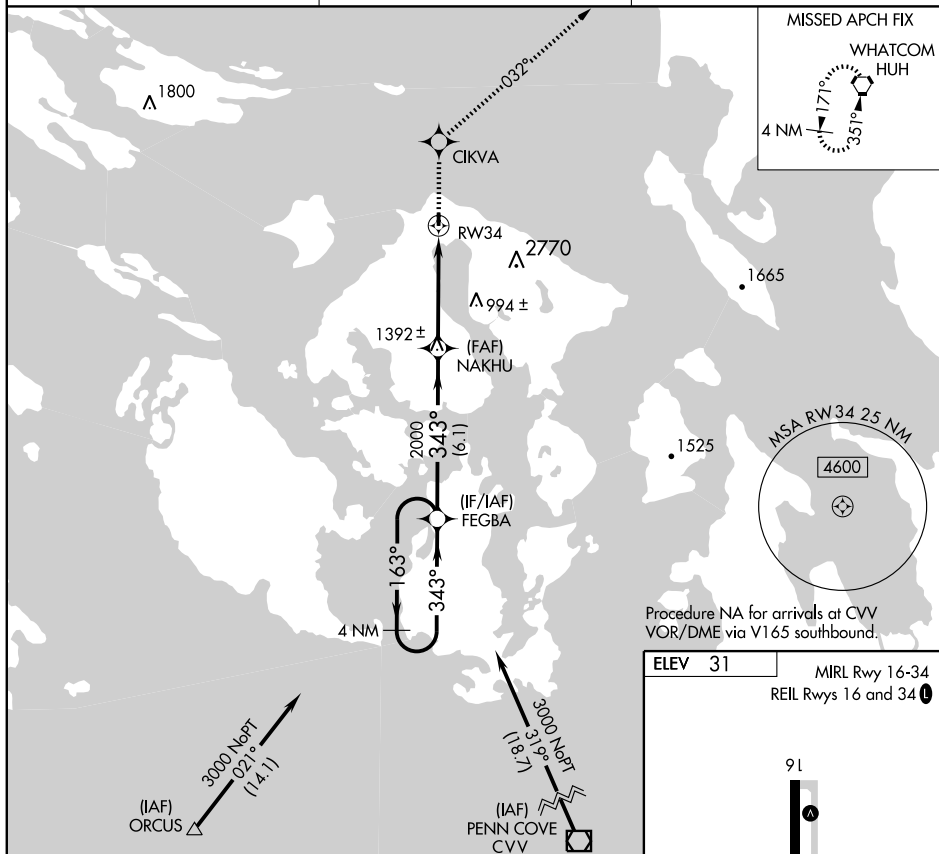 MISSED APCH FIX
WHATCOM
HUH
171°
351°
4 NM
1800
032°
CIKVA
RW34
2770
994 ±
1665
1392 ±
(FAF)
NAKHU
2000
343°
(6.1)
1525
MSA RW34 25 NM
4600
(IF/IAF)
FEGBA
163°
343°
4 NM
Procedure NA for arrivals at CVV
VOR/DME via V165 southbound.
ELEV 31
MIRL Rwy 16-34
REIL Rwys 16 and 34 L
3000 NoPT
021°
(14.1)
3000 NoPT
319°
(18.7)
(IAF)
ORCUS
(IAF)
PENN COVE
CVV
16